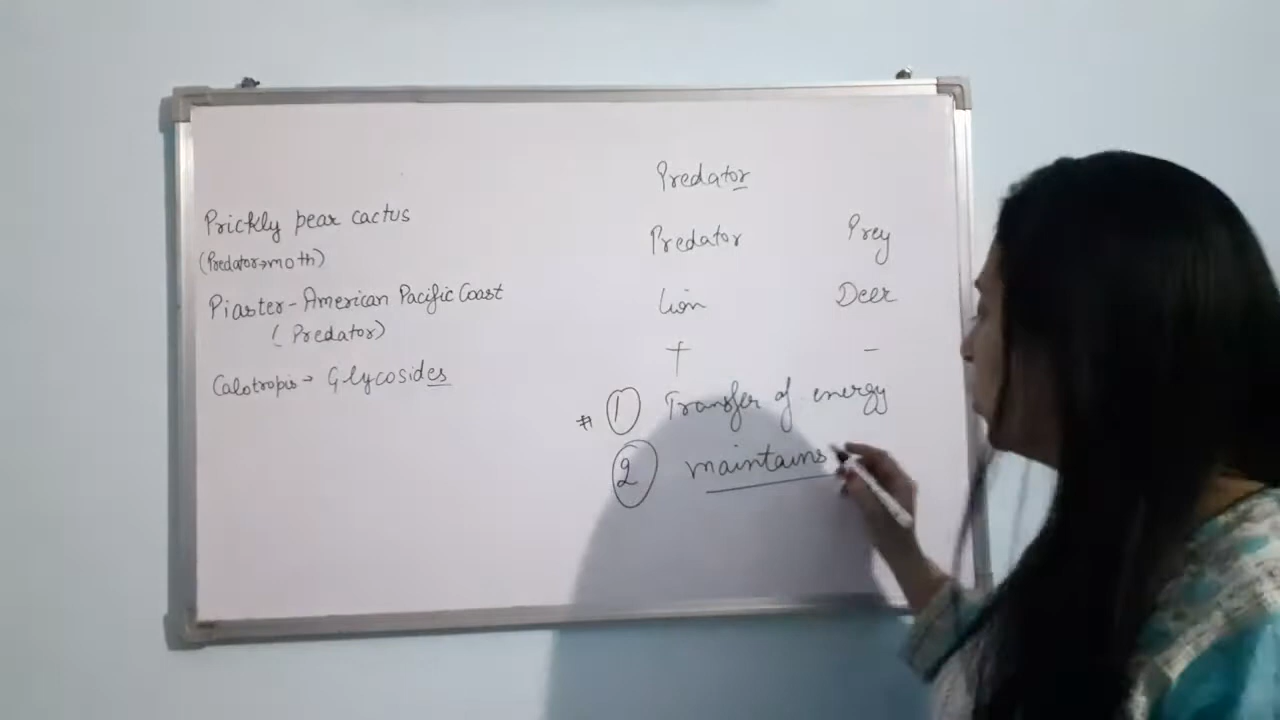 Prickly pear cactus
(Predator→moth)
Piaster-American Pacific Coast
(Predator)
Calotropis→ Glycosides
Predator
Predator Prey
Lion Deer
+ -
# 1 Transfer of energy
2 maintains